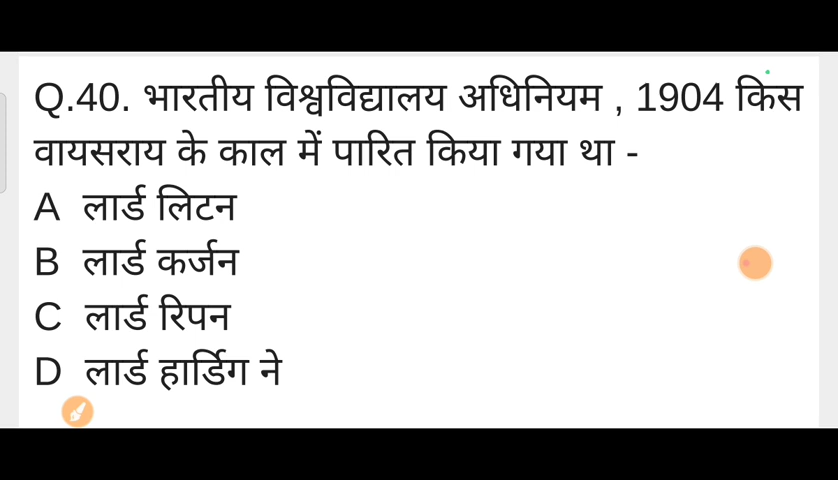 Q.40. भारतीय विश्वविद्यालय अधिनियम , 1904 किस
वायसराय के काल में पारित किया गया था -
A लार्ड लिटन
B लार्ड कर्जन
C लार्ड रिपन
D लार्ड हार्डिग ने